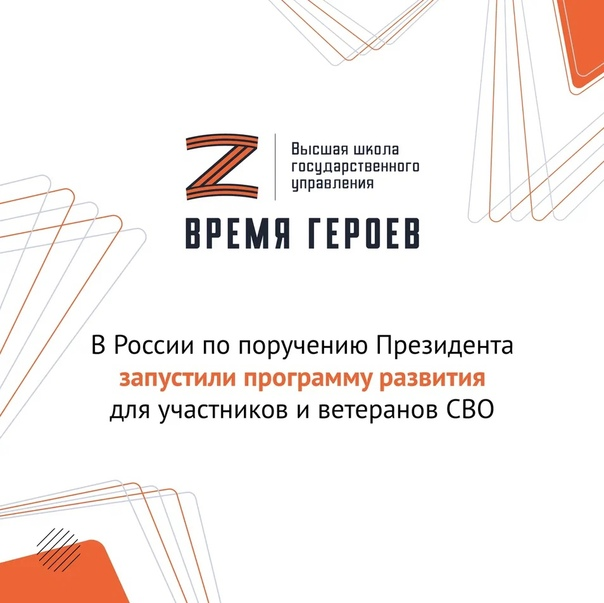 Z
Высшая школа
государственного
управления
ВРЕМЯ ГЕРОЕВ
В России по поручению Президента
запустили программу развития
для участников и ветеранов СВО